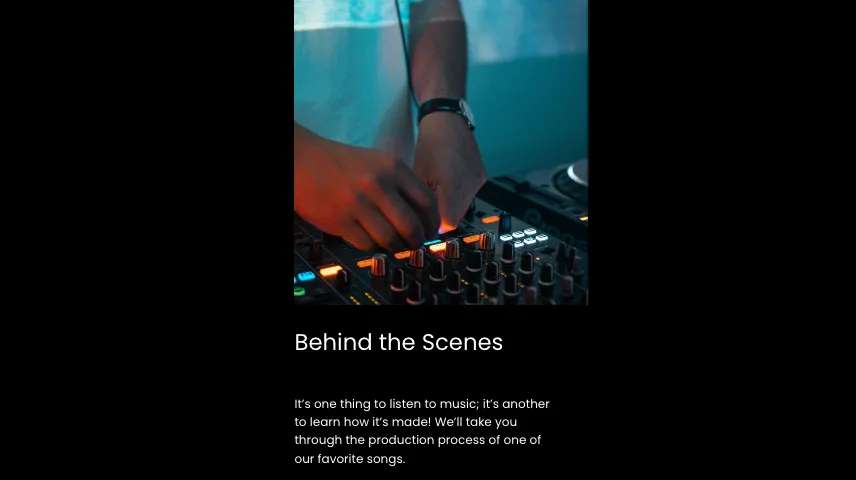 Behind the Scenes
It’s one thing to listen to music; it’s another
to learn how it’s made! We’ll take you
through the production process of one of
our favorite songs.